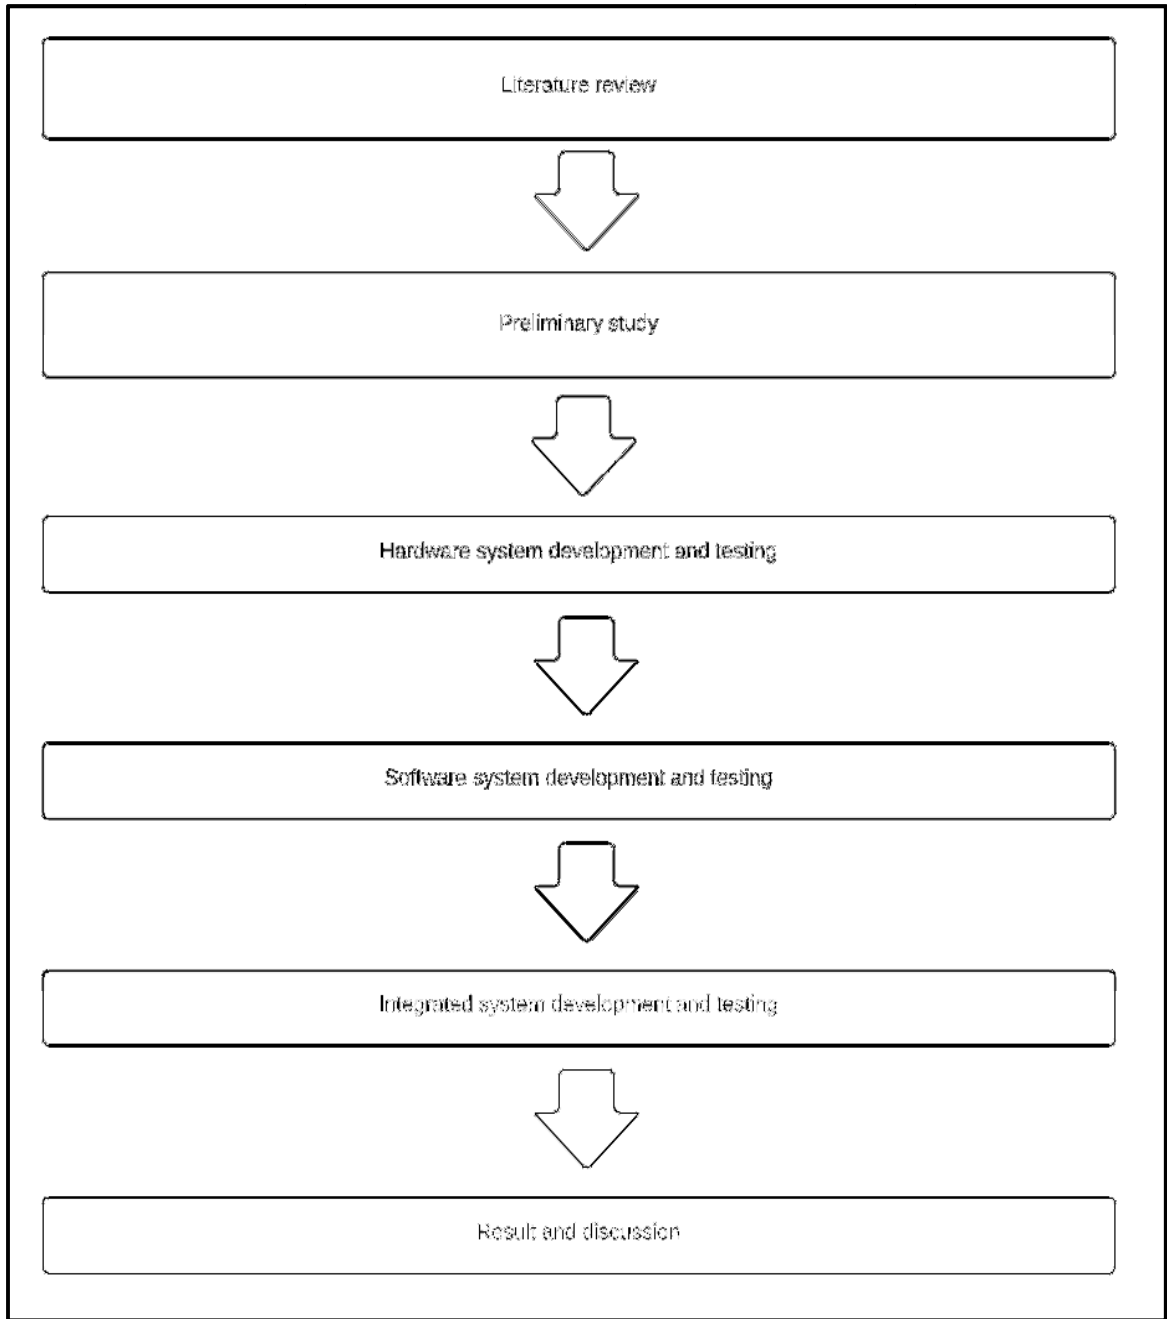 Literature review
Preliminary study
Hardware system development and testing
Software system development and testing
Integrated system development and testing
Result and discussion